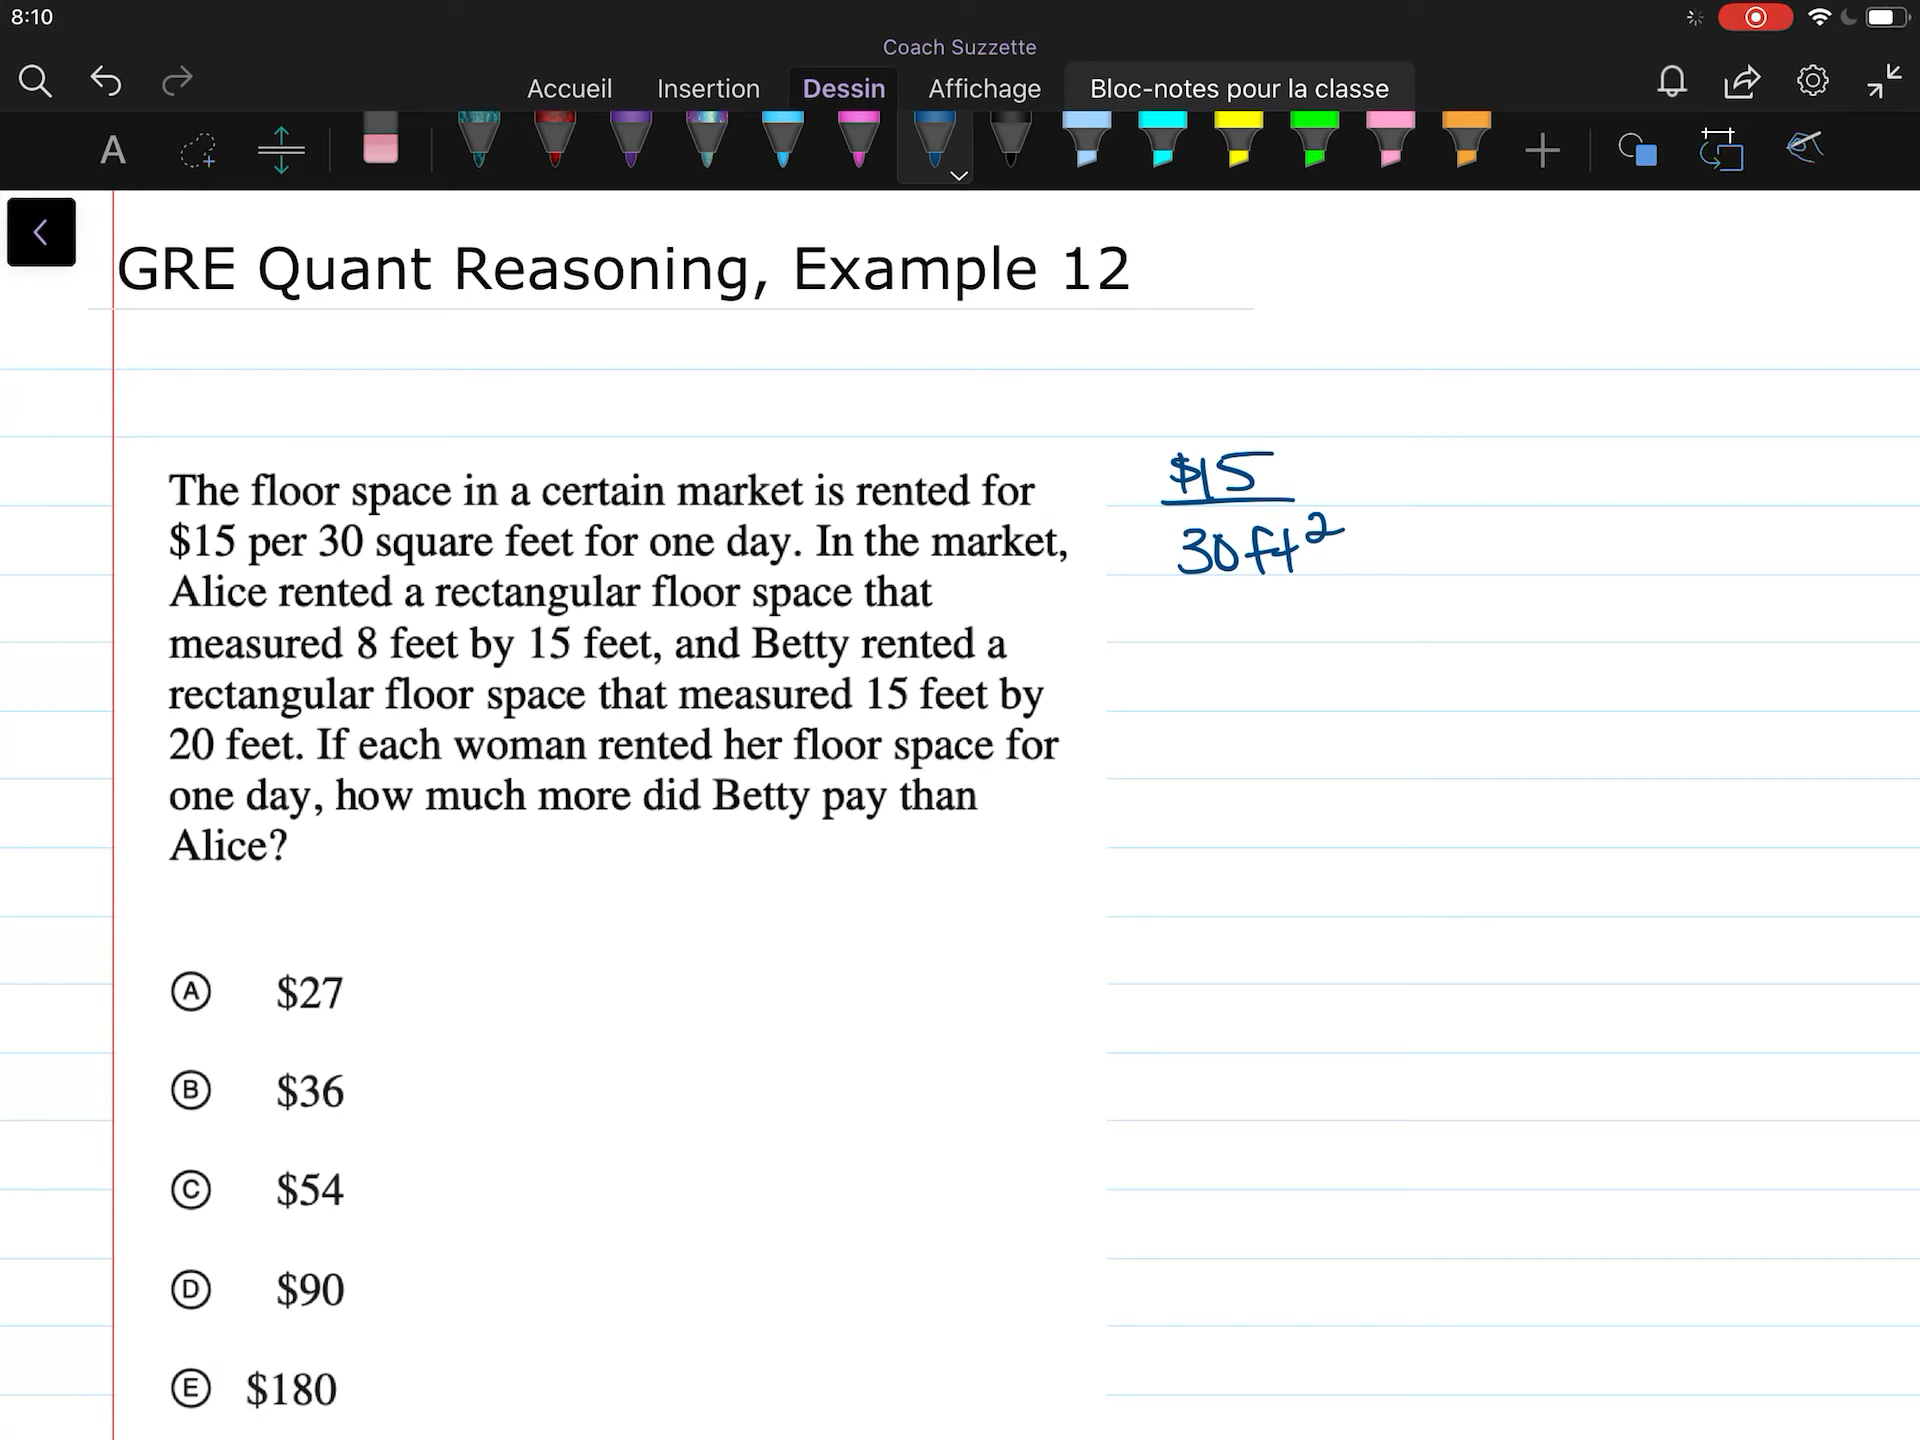 8:10
Coach Suzzette
Accueil Insertion Dessin Affichage Bloc-notes pour la classe
A
GRE Quant Reasoning, Example 12
The floor space in a certain market is rented for
$15 per 30 square feet for one day. In the market,
Alice rented a rectangular floor space that
measured 8 feet by 15 feet, and Betty rented a
rectangular floor space that measured 15 feet by
20 feet. If each woman rented her floor space for
one day, how much more did Betty pay than
Alice?
A $27
B $36
C $54
D $90
E $180
$15
30ft²